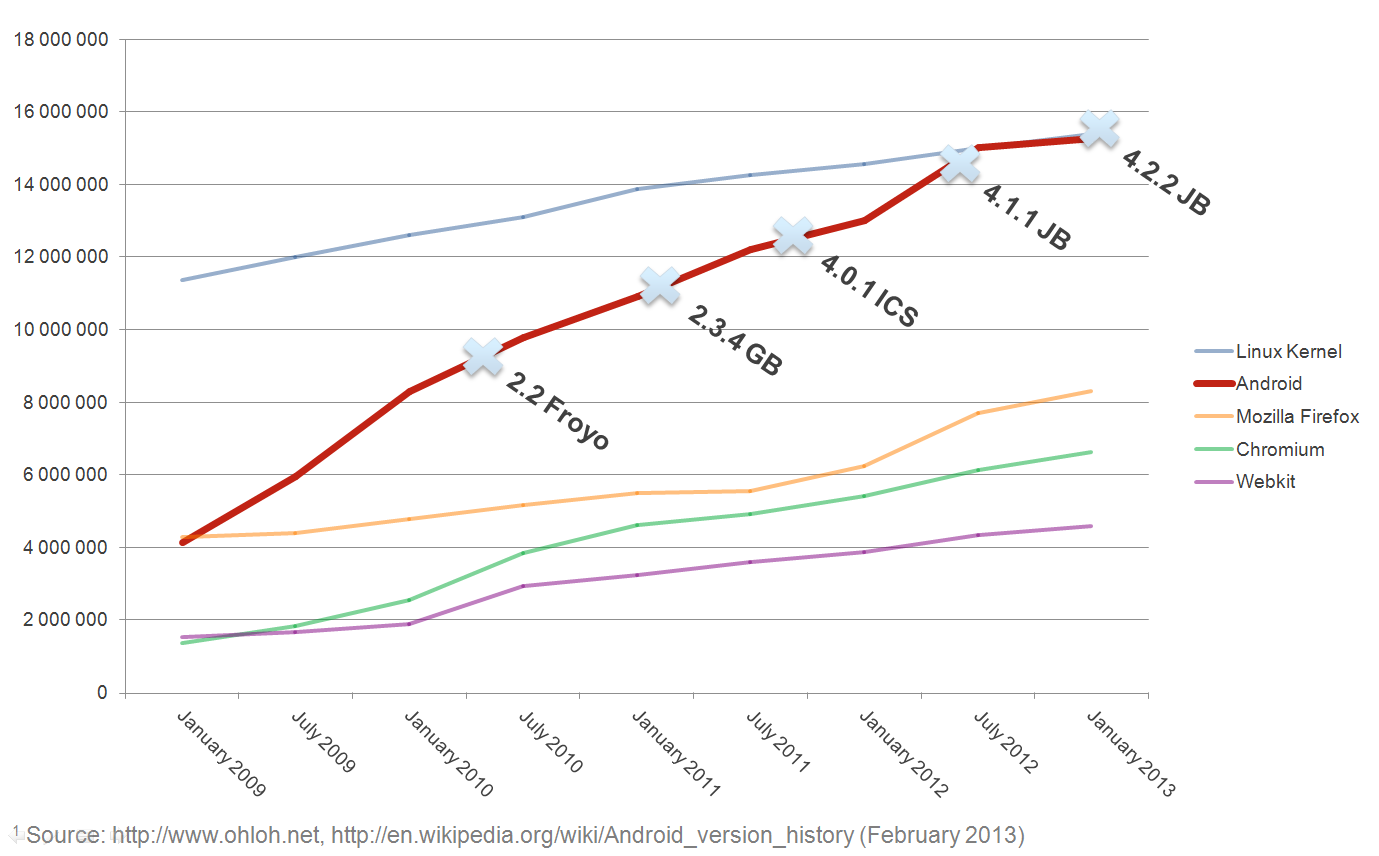 18 000 000
16 000 000
14 000 000
12 000 000
10 000 000
8 000 000
6 000 000
4 000 000
2 000 000
0
4.2.2 JB
4.1.1 JB
4.0.1 ICS
2.3.4 GB
2.2 Froyo
Linux Kernel
Android
Mozilla Firefox
Chromium
Webkit
January 2009
July 2009
January 2010
July 2010
January 2011
July 2011
January 2012
July 2012
January 2013
¹ Source: http://www.ohloh.net, http://en.wikipedia.org/wiki/Android_version_history (February 2013)